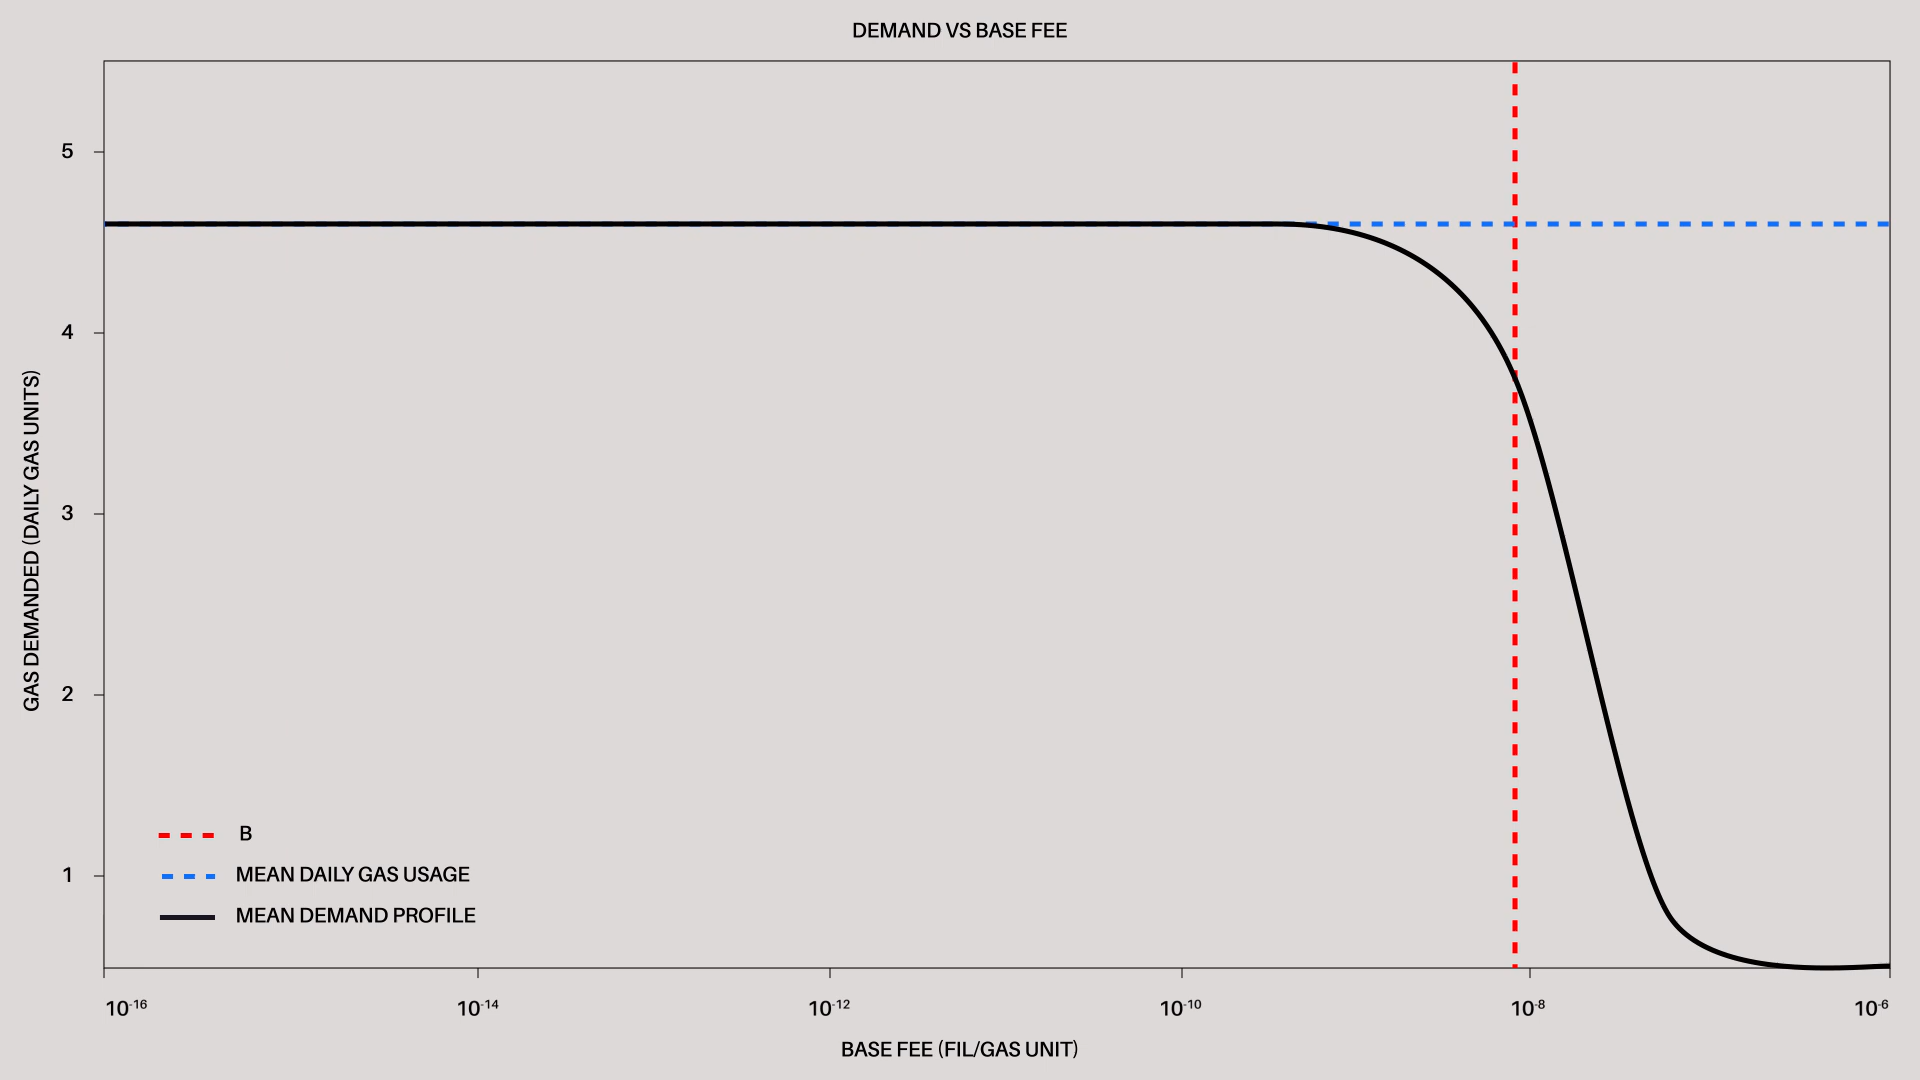 DEMAND VS BASE FEE
GAS DEMANDED (DAILY GAS UNITS)
5
4
3
2
1
B
MEAN DAILY GAS USAGE
MEAN DEMAND PROFILE
10-16 10-14 10-12 10-10 10-8 10-6
BASE FEE (FIL/GAS UNIT)